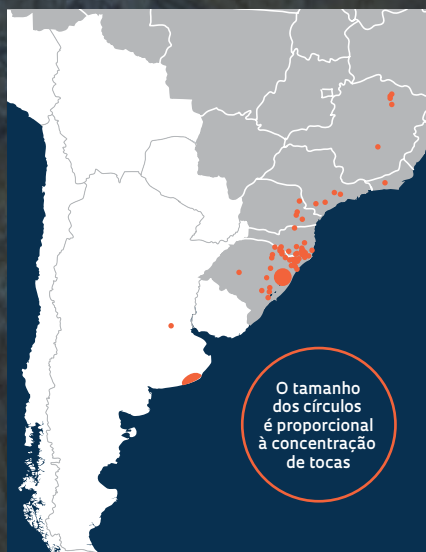 O tamanho
dos círculos
é proporcional
à concentração
de tocas